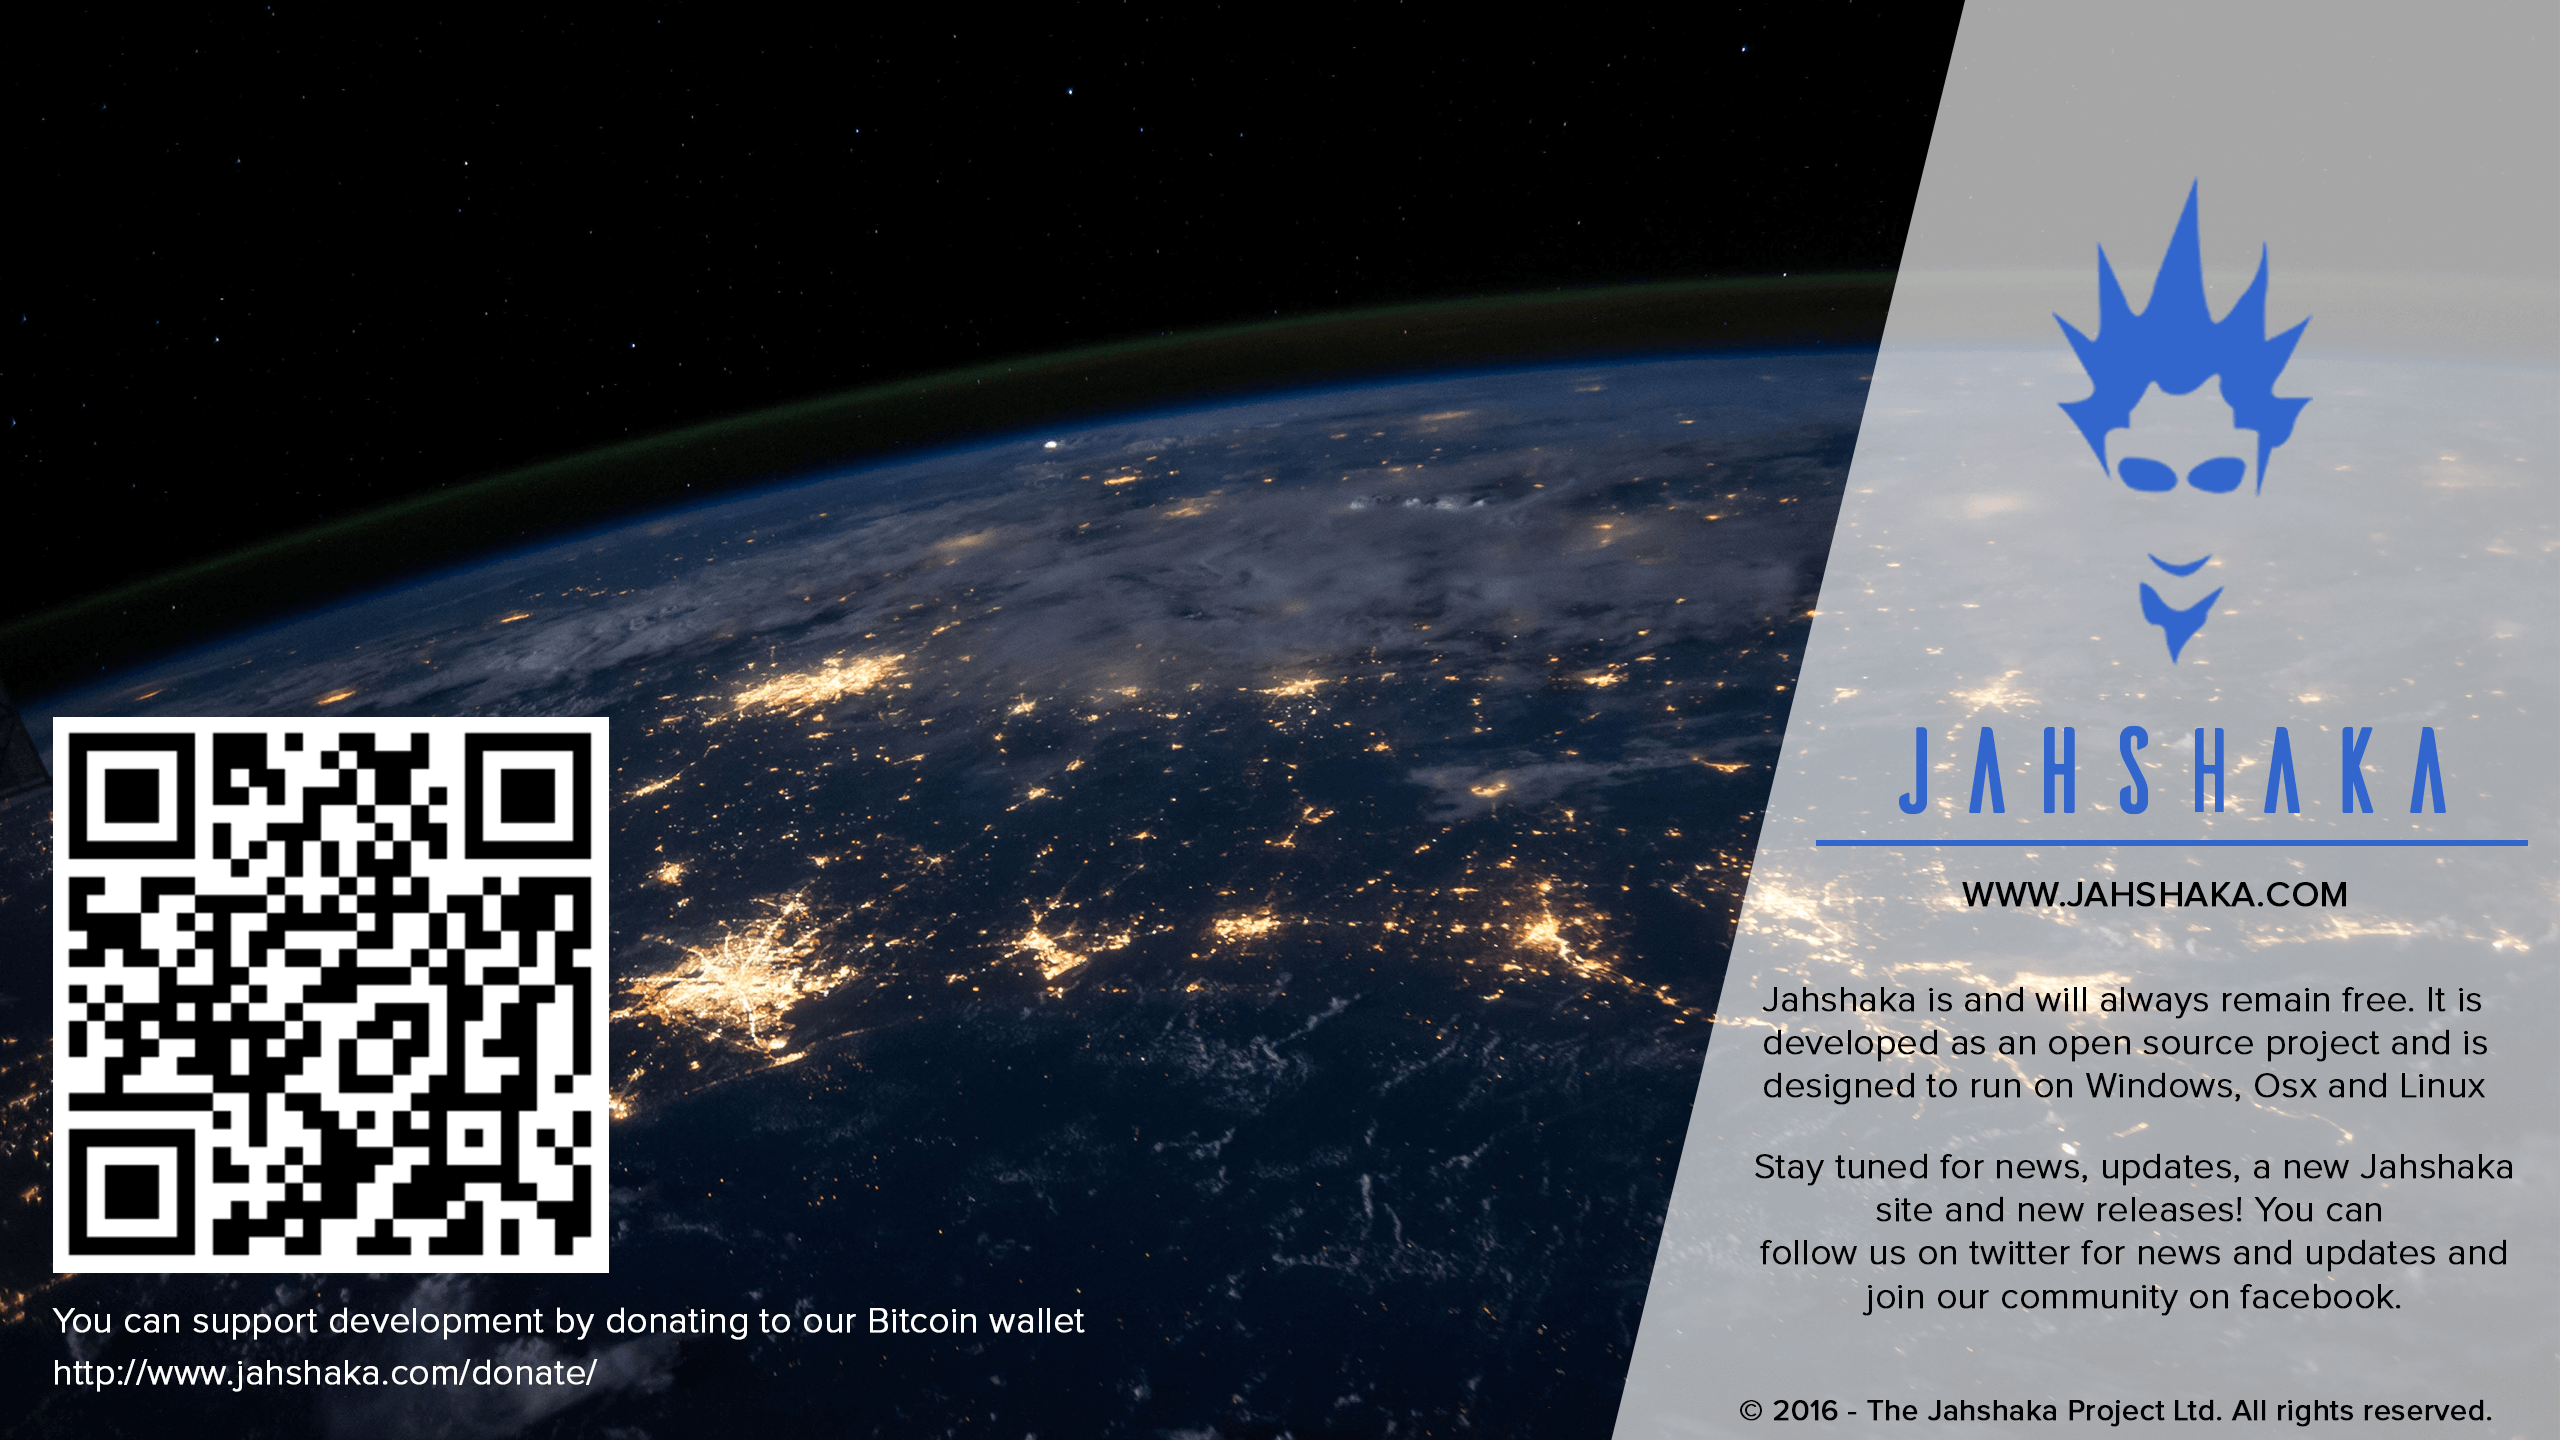 JAHSHAKA
WWW.JAHSHAKA.COM
Jahshaka is and will always remain free. It is
developed as an open source project and is
designed to run on Windows, Osx and Linux
Stay tuned for news, updates, a new Jahshaka
site and new releases! You can
follow us on twitter for news and updates and
join our community on facebook.
© 2016 - The Jahshaka Project Ltd. All rights reserved.
You can support development by donating to our Bitcoin wallet
http://www.jahshaka.com/donate/